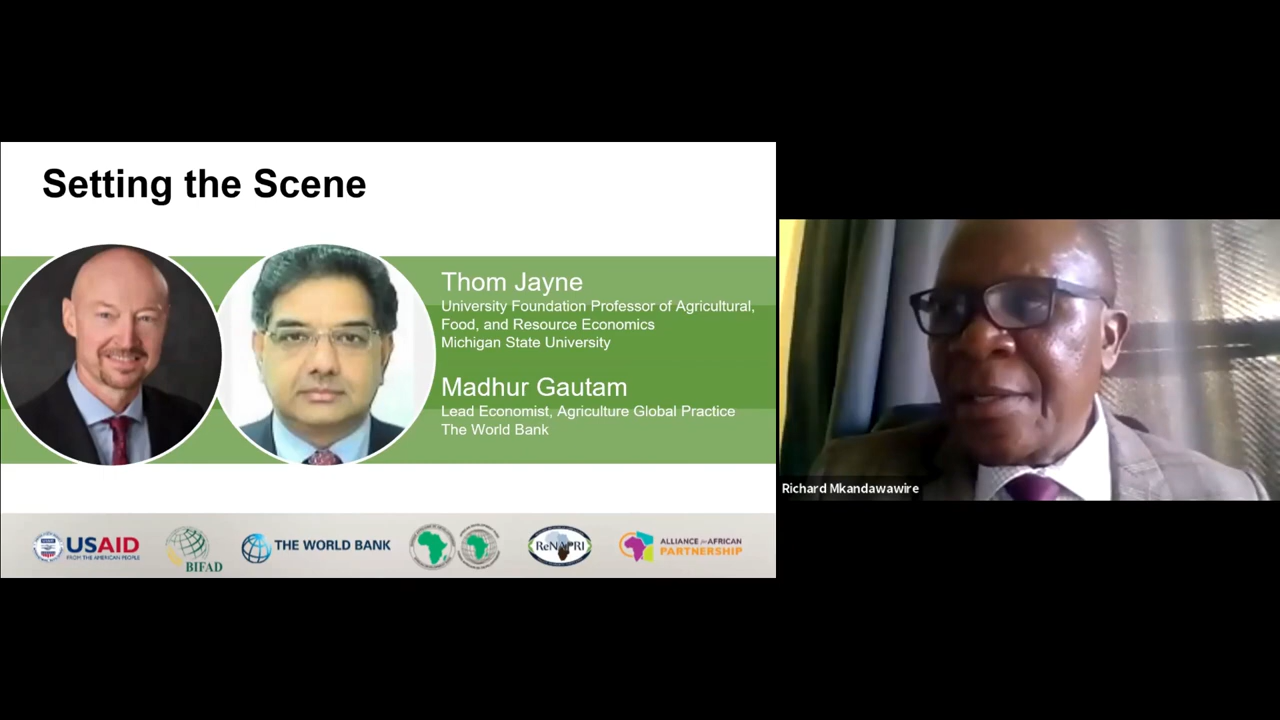 Setting the Scene
Thom Jayne
University Foundation Professor of Agricultural,
Food, and Resource Economics
Michigan State University
Madhur Gautam
Lead Economist, Agriculture Global Practice
The World Bank
Richard Mkandawawire
USAID
FROM THE AMERICAN PEOPLE
BIFAD
THE WORLD BANK
ReNAPRI
ALLIANCE for AFRICAN
PARTNERSHIP